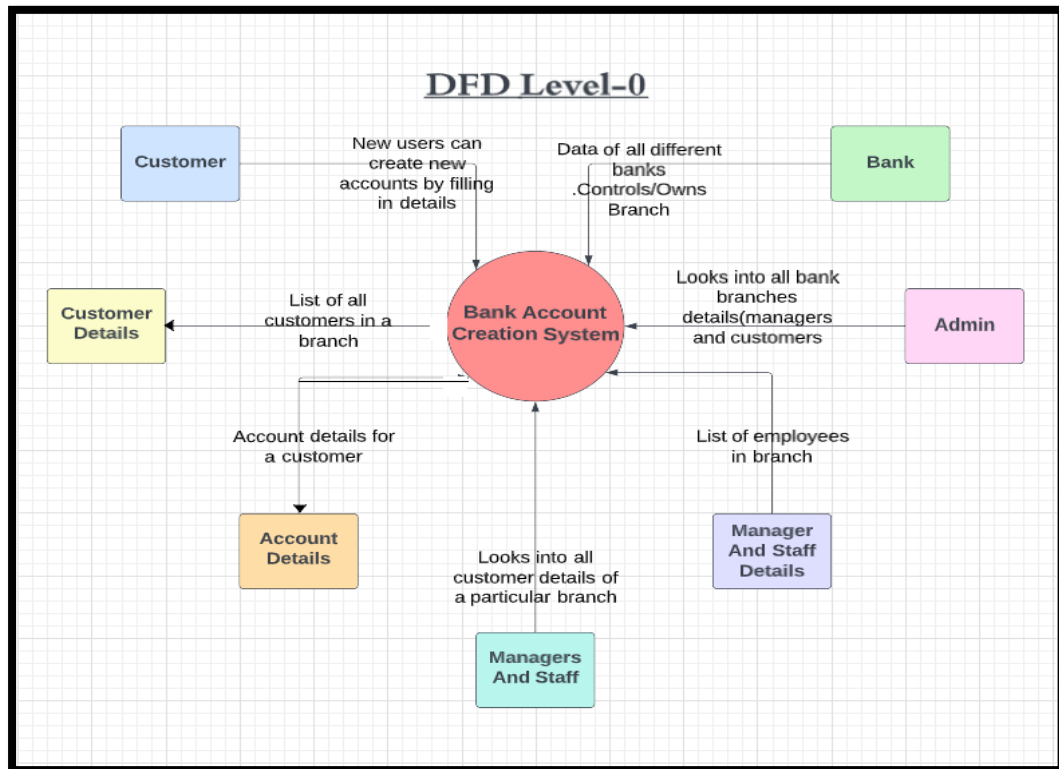 DFD Level-0
Customer
New users can
create new
accounts by filling
in details
Data of all different
banks
.Controls/Owns
Branch
Bank
Customer
Details
List of all
customers in a
branch
Bank Account
Creation System
Looks into all bank
branches
details(managers
and customers
Admin
Account details for
a customer
List of employees
in branch
Account
Details
Looks into all
customer details of
a particular branch
Manager
And Staff
Details
Managers
And Staff